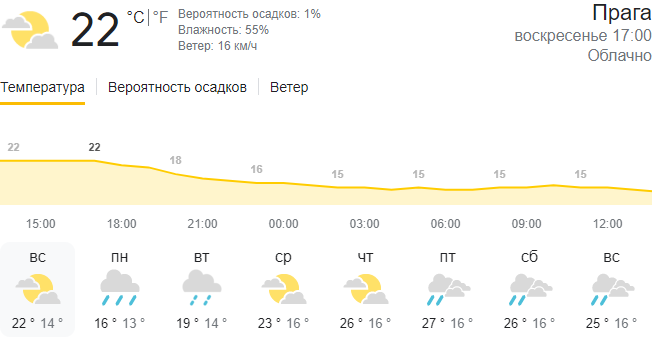 22 °C | °F
Вероятность осадков: 1%
Влажность: 55%
Ветер: 16 км/ч
Прага
воскресенье 17:00
Облачно
Температура | Вероятность осадков | Ветер
22 22 18 16 15 15 15 15
15:00 18:00 21:00 00:00 03:00 06:00 09:00 12:00
вс пн вт ср чт пт сб вс
22 ° 14 ° 16 ° 13 ° 19 ° 14 ° 23 ° 16 ° 26 ° 16 ° 27 ° 16 ° 26 ° 16 ° 25 ° 16 °